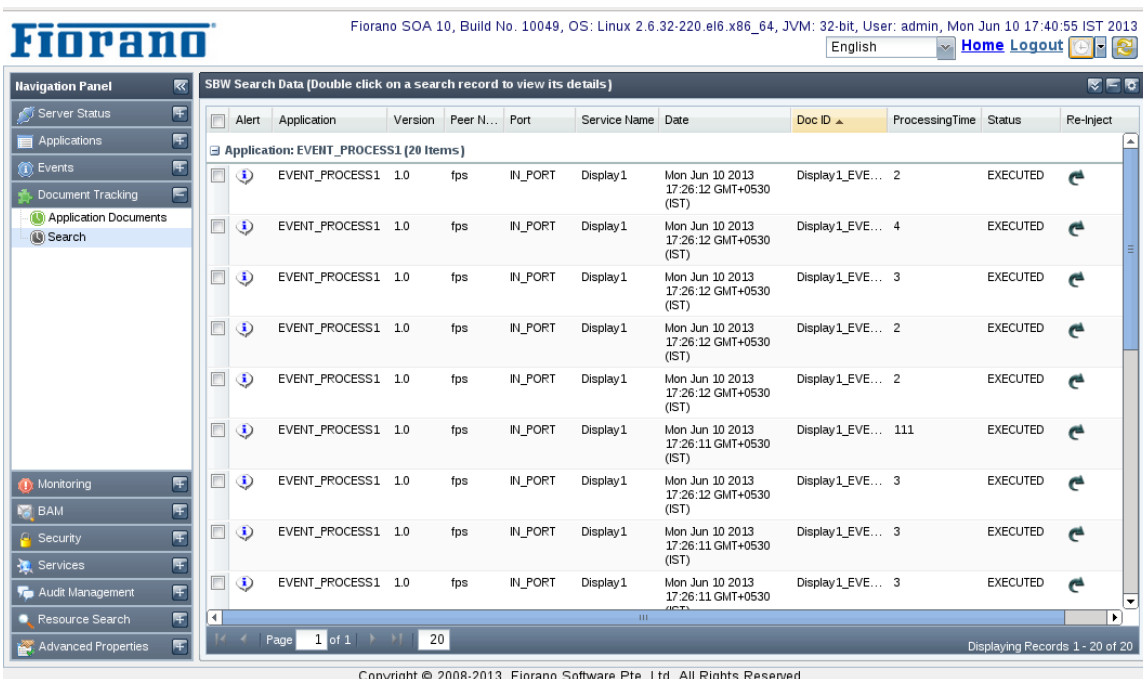 Fiorano
Fiorano SOA 10, Build No. 10049, OS: Linux 2.6.32-220.el6.x86_64, JVM: 32-bit, User: admin, Mon Jun 10 17:40:55 IST 2013
English Home Logout
Navigation Panel
Server Status
Applications
Events
Document Tracking
Application Documents
Search
Monitoring
BAM
Security
Services
Audit Management
Resource Search
Advanced Properties
SBW Search Data (Double click on a search record to view its details)
Alert Application Version Peer N... Port Service Name Date Doc ID ProcessingTime Status Re-Inject
Application: EVENT_PROCESS1 (20 Items)
EVENT_PROCESS1 1.0 fps IN_PORT Display1 Mon Jun 10 2013 Display1_EVE... 2 EXECUTED
17:26:12 GMT+0530
(IST)
EVENT_PROCESS1 1.0 fps IN_PORT Display1 Mon Jun 10 2013 Display1_EVE... 4 EXECUTED
17:26:12 GMT+0530
(IST)
EVENT_PROCESS1 1.0 fps IN_PORT Display1 Mon Jun 10 2013 Display1_EVE... 3 EXECUTED
17:26:12 GMT+0530
(IST)
EVENT_PROCESS1 1.0 fps IN_PORT Display1 Mon Jun 10 2013 Display1_EVE... 2 EXECUTED
17:26:12 GMT+0530
(IST)
EVENT_PROCESS1 1.0 fps IN_PORT Display1 Mon Jun 10 2013 Display1_EVE... 2 EXECUTED
17:26:12 GMT+0530
(IST)
EVENT_PROCESS1 1.0 fps IN_PORT Display1 Mon Jun 10 2013 Display1_EVE... 111 EXECUTED
17:26:11 GMT+0530
(IST)
EVENT_PROCESS1 1.0 fps IN_PORT Display1 Mon Jun 10 2013 Display1_EVE... 3 EXECUTED
17:26:12 GMT+0530
(IST)
EVENT_PROCESS1 1.0 fps IN_PORT Display1 Mon Jun 10 2013 Display1_EVE... 3 EXECUTED
17:26:11 GMT+0530
(IST)
EVENT_PROCESS1 1.0 fps IN_PORT Display1 Mon Jun 10 2013 Display1_EVE... 3 EXECUTED
17:26:11 GMT+0530
(IST)
Page 1 of 1 20 Displaying Records 1 - 20 of 20
Copyright © 2008-2013, Fiorano Software Pte. Ltd. All Rights Reserved